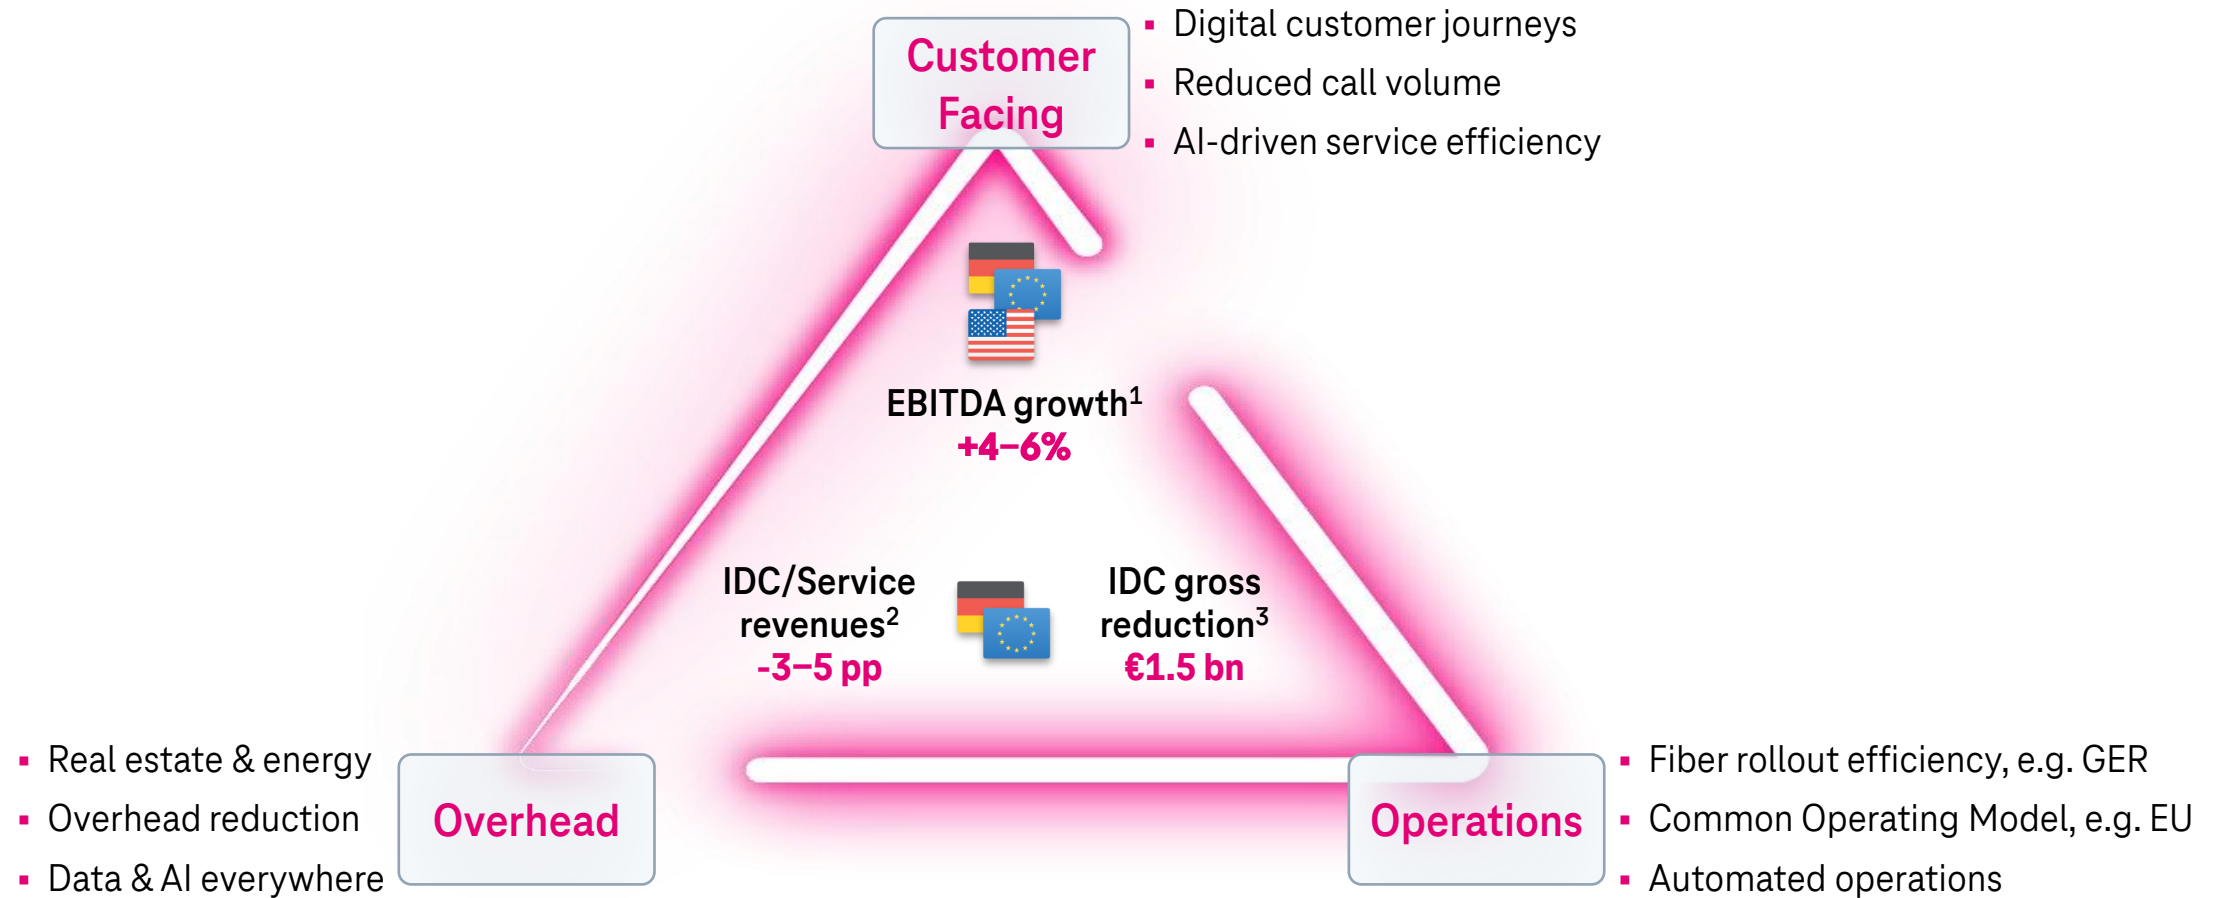 Customer
Facing
▪ Digital customer journeys
▪ Reduced call volume
▪ AI-driven service efficiency
EBITDA growth¹
+4–6%
IDC/Service
revenues²
-3–5 pp
IDC gross
reduction³
€1.5 bn
▪ Real estate & energy
▪ Overhead reduction
▪ Data & AI everywhere
Overhead
Operations
▪ Fiber rollout efficiency, e.g. GER
▪ Common Operating Model, e.g. EU
▪ Automated operations